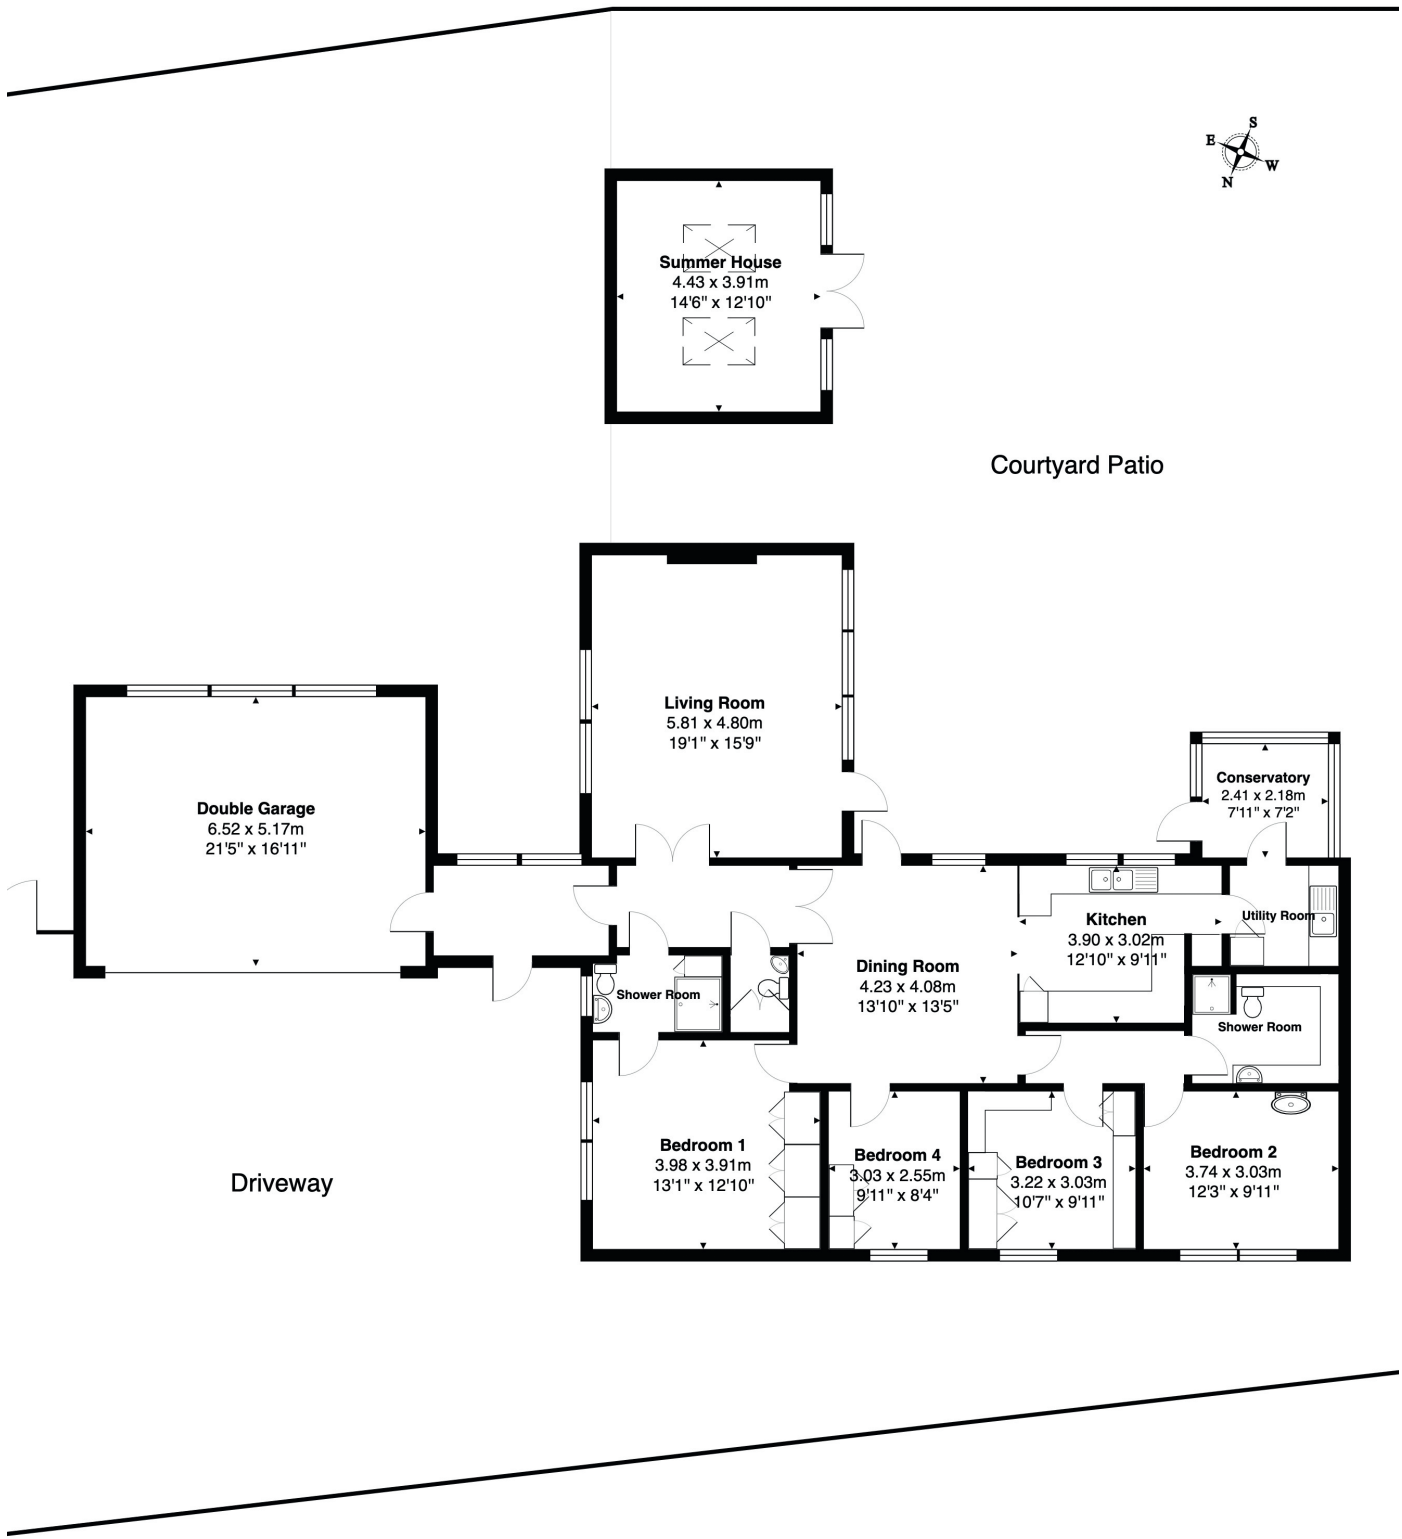 S
E
W
N
Summer House
4.43 x 3.91m
14'6" x 12'10"
Courtyard Patio
Living Room
5.81 x 4.80m
19'1" x 15'9"
Conservatory
2.41 x 2.18m
7'11" x 7'2"
Double Garage
6.52 x 5.17m
21'5" x 16'11"
Kitchen
3.90 x 3.02m
12'10" x 9'11"
Utility Room
Dining Room
4.23 x 4.08m
13'10" x 13'5"
Shower Room
Shower Room
Bedroom 1
3.98 x 3.91m
13'1" x 12'10"
Bedroom 4
3.03 x 2.55m
9'11" x 8'4"
Bedroom 3
3.22 x 3.03m
10'7" x 9'11"
Bedroom 2
3.74 x 3.03m
12'3" x 9'11"
Driveway